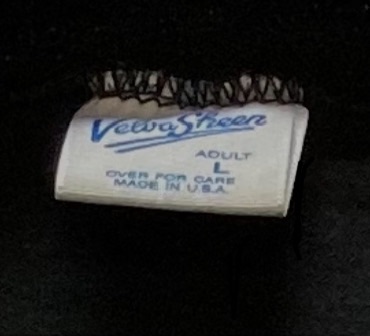 Velva Sheen
ADULT
L
OVER FOR CARE
MADE IN U.S.A.